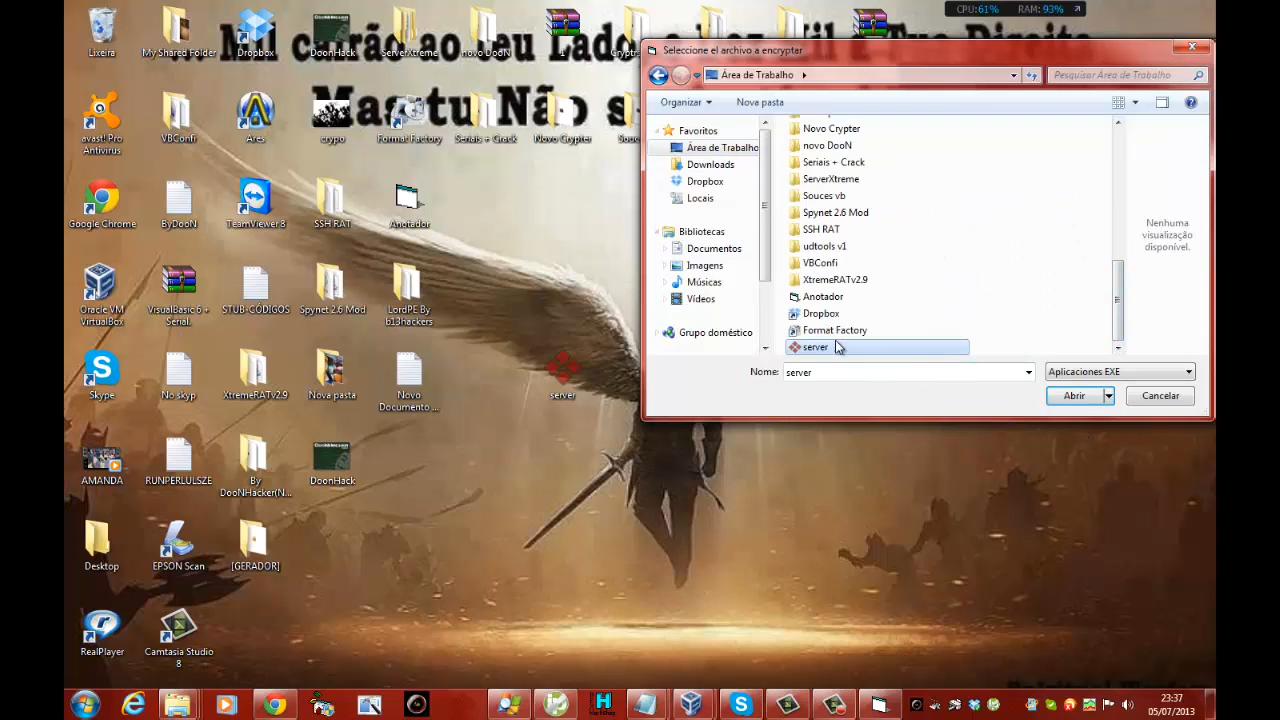 CPU:61% RAM: 93%
Lixeira
My Shared Folder
Dropbox
DoonHack
ServerXtreme
novo DooN
1
Seleccione el archivo a encryptar
Área de Trabalho
Pesquisar Área de Trabalho
Organizar
Nova pasta
avast! Pro Antivirus
VBConfi
Ares
crypo
Format Factory
Seriais + Crack
Novo Crypter
Google Chrome
ByDooN
TeamViewer 8
SSH RAT
Anotador
Oracle VM VirtualBox
VisualBasic 6 + Serial.
STUB-CÓDIGOS
Spynet 2.6 Mod
LordPE By b13hackers
Skype
No skyp
XtremeRATv2.9
Nova pasta
Novo Documento ...
server
AMANDA
RUNPERLULSZE
By DooNHacker(N...
DoonHack
Desktop
EPSON Scan
[GERADOR]
RealPlayer
Camtasia Studio 8
Favoritos
Área de Trabalho
Downloads
Dropbox
Locais
Bibliotecas
Documentos
Imagens
Músicas
Vídeos
Grupo doméstico
Novo Crypter
novo DooN
Seriais + Crack
ServerXtreme
Souces vb
Spynet 2.6 Mod
SSH RAT
udtools v1
VBConfi
XtremeRATv2.9
Anotador
Dropbox
Format Factory
server
Nenhuma
visualização
disponível.
Nome: server
Aplicaciones EXE
Abrir
Cancelar
23:37
05/07/2013